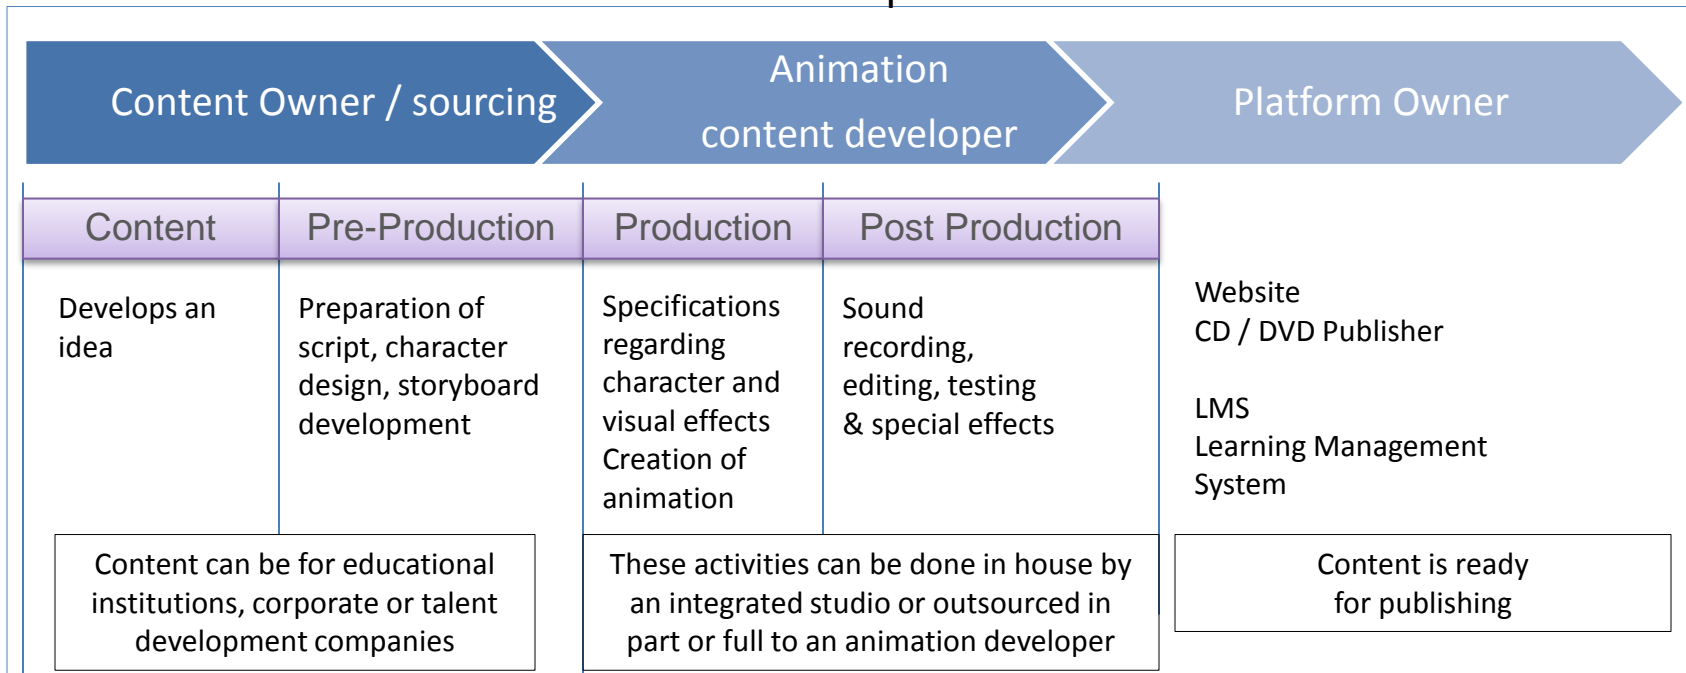 Content Owner / sourcing
Animation
content developer
Platform Owner
Content
Pre-Production
Production
Post Production
Develops an
idea
Preparation of
script, character
design, storyboard
development
Specifications
regarding
character and
visual effects
Creation of
animation
Sound
recording,
editing, testing
& special effects
Website
CD / DVD Publisher
LMS
Learning Management
System
Content can be for educational
institutions, corporate or talent
development companies
These activities can be done in house by
an integrated studio or outsourced in
part or full to an animation developer
Content is ready
for publishing